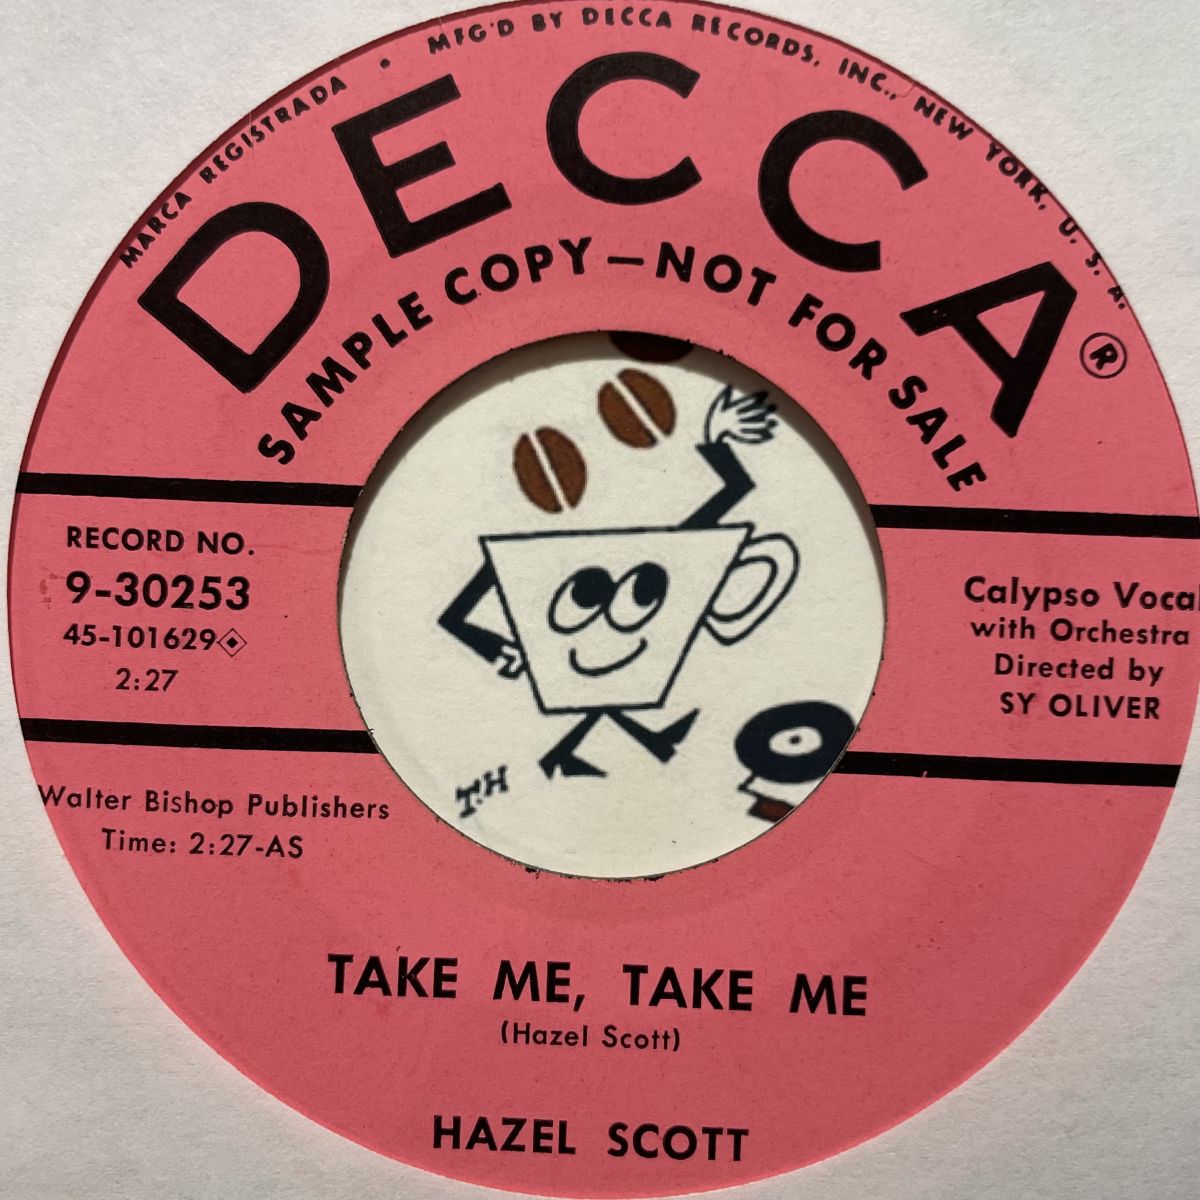 MARCA REGISTRADA • MFG'D BY DECCA RECORDS, INC., NEW YORK, U. S. A.
DECCA ®
SAMPLE COPY—NOT FOR SALE
RECORD NO.
9-30253
45-101629
2:27
Calypso Vocal
with Orchestra
Directed by
SY OLIVER
T.H
Walter Bishop Publishers
Time: 2:27-AS
TAKE ME, TAKE ME
(Hazel Scott)
HAZEL SCOTT